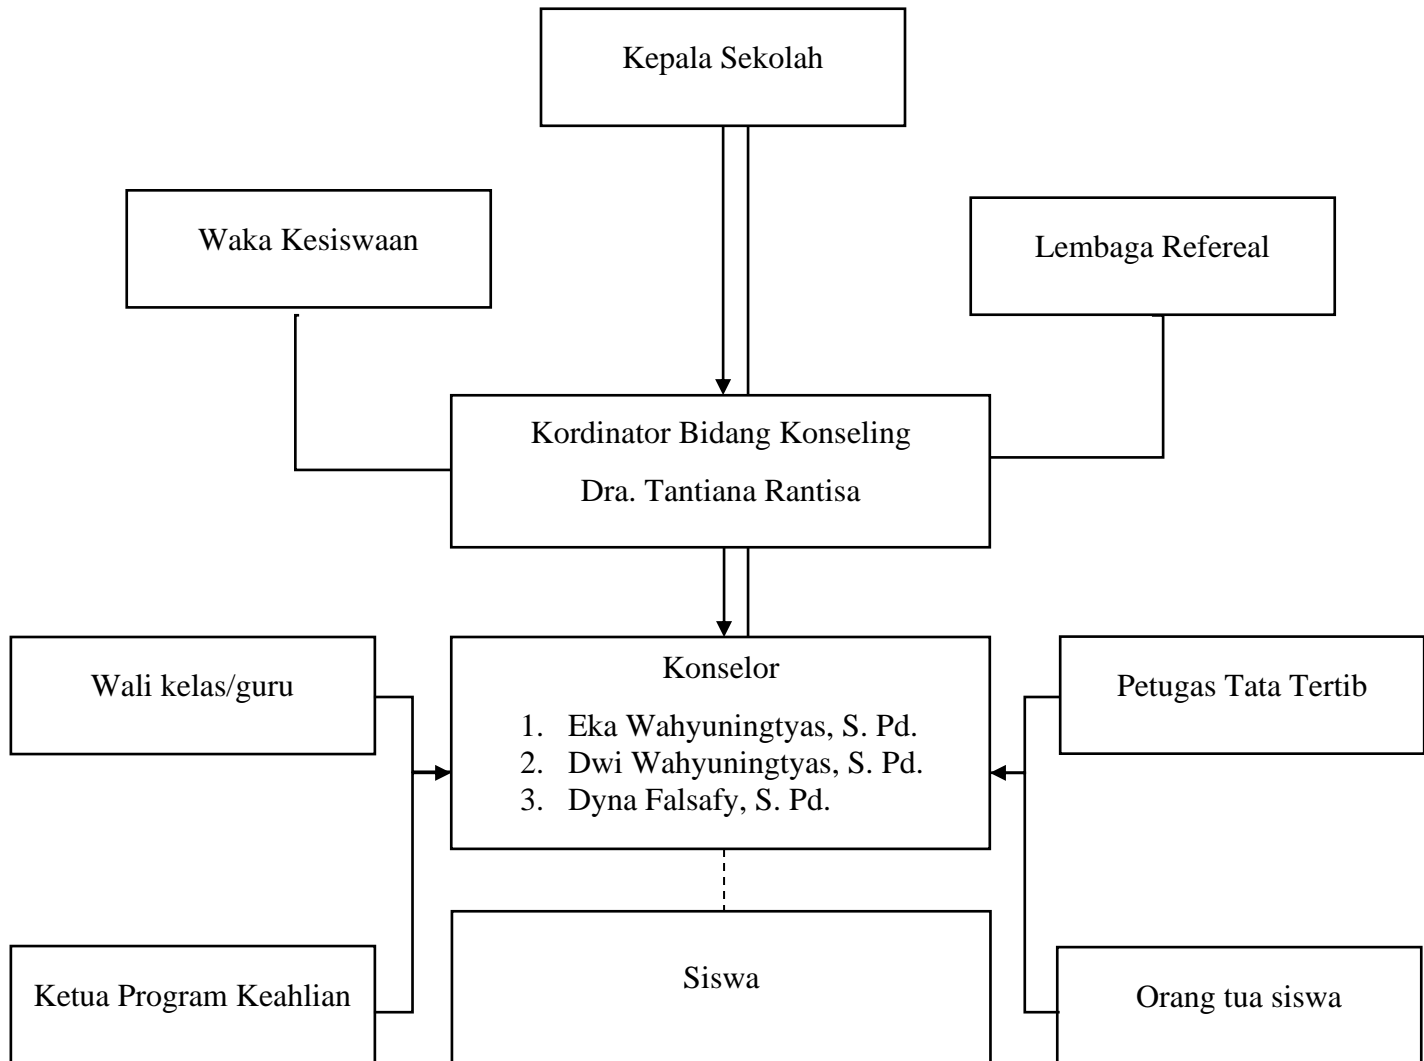 Kepala Sekolah
Waka Kesiswaan
Lembaga Refereal
Kordinator Bidang Konseling
Dra. Tantiana Rantisa
Wali kelas/guru
Konselor
1. Eka Wahyuningtyas, S. Pd.
2. Dwi Wahyuningtyas, S. Pd.
3. Dyna Falsafy, S. Pd.
Petugas Tata Tertib
Ketua Program Keahlian
Siswa
Orang tua siswa